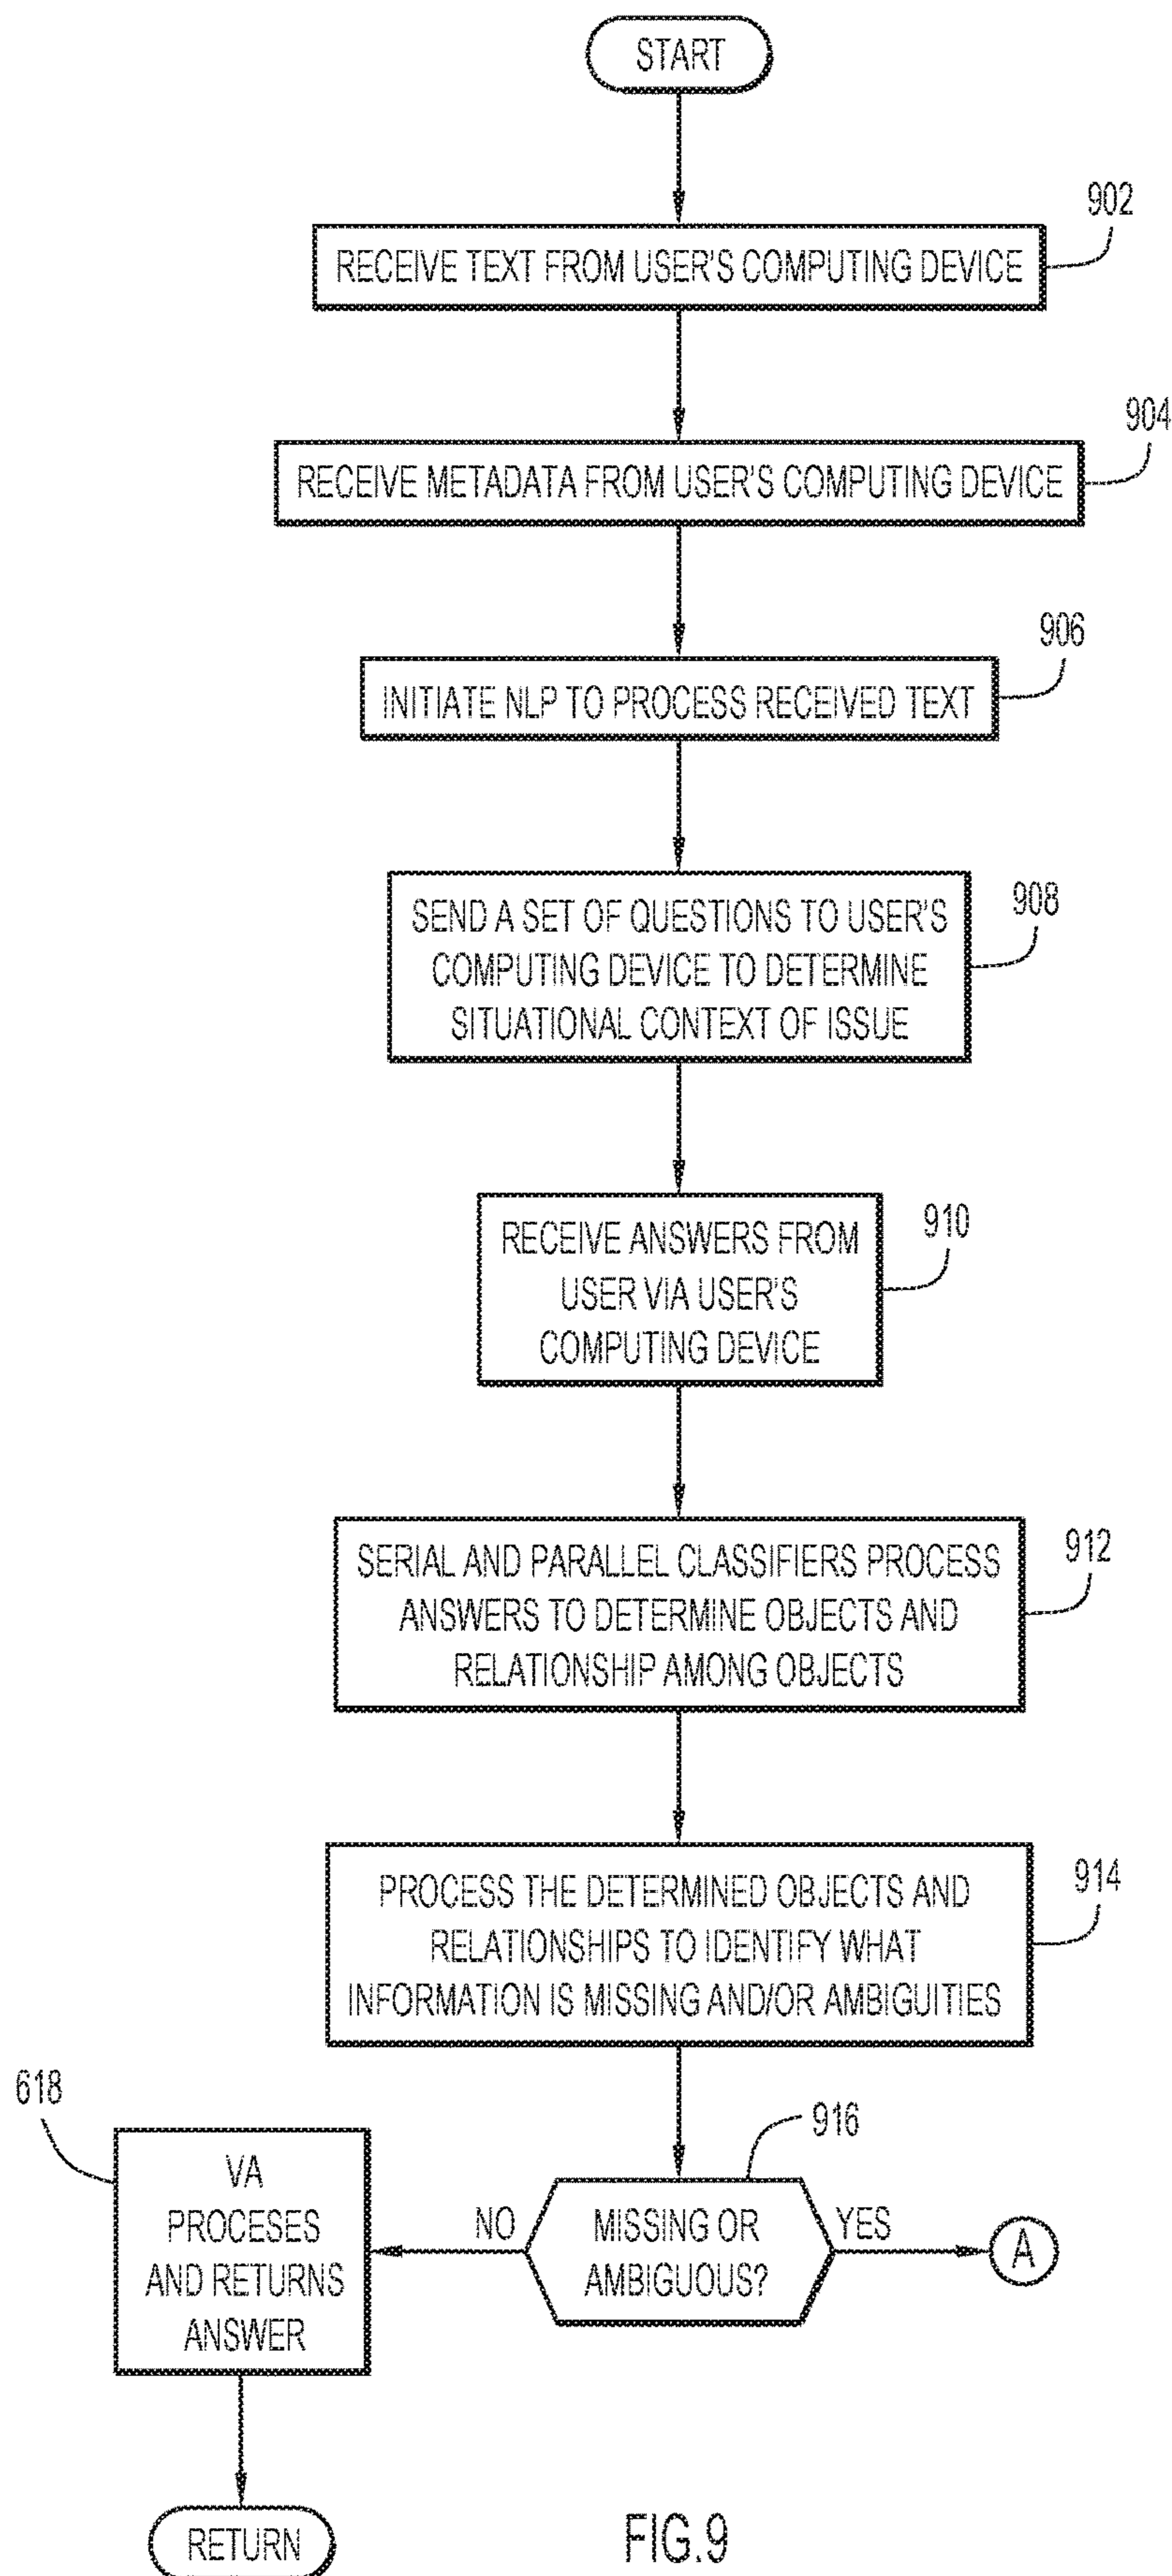 START
902
RECEIVE TEXT FROM USER'S COMPUTING DEVICE
904
RECEIVE METADATA FROM USER'S COMPUTING DEVICE
906
INITIATE NLP TO PROCESS RECEIVED TEXT
908
SEND A SET OF QUESTIONS TO USER'S
COMPUTING DEVICE TO DETERMINE
SITUATIONAL CONTEXT OF ISSUE
910
RECEIVE ANSWERS FROM
USER VIA USER'S
COMPUTING DEVICE
912
SERIAL AND PARALLEL CLASSIFIERS PROCESS
ANSWERS TO DETERMINE OBJECTS AND
RELATIONSHIP AMONG OBJECTS
914
PROCESS THE DETERMINED OBJECTS AND
RELATIONSHIPS TO IDENTIFY WHAT
INFORMATION IS MISSING AND/OR AMBIGUITIES
916
MISSING OR
AMBIGUOUS?
YES
A
NO
618
VA
PROCESES
AND RETURNS
ANSWER
RETURN
FIG.9